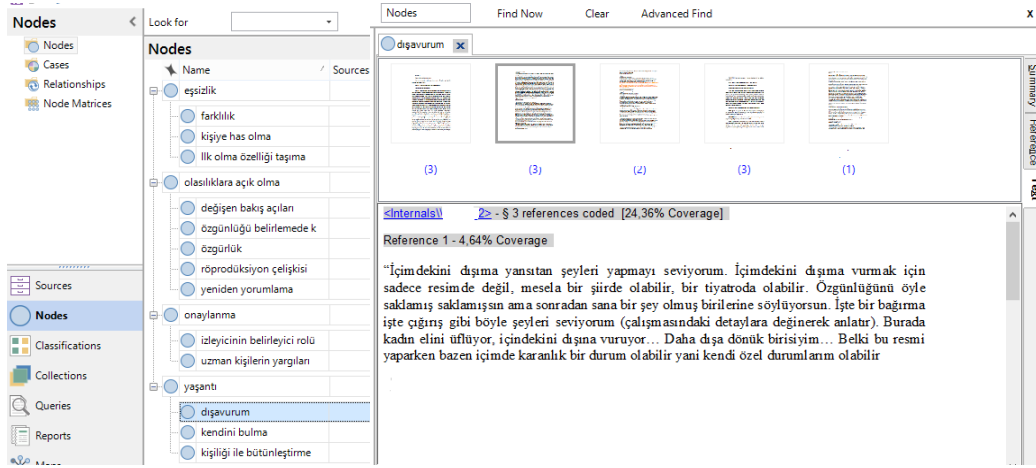 Nodes
Look for
Nodes
Find Now
Clear
Advanced Find
x
Nodes
Cases
Relationships
Node Matrices
Nodes
Name
Sources
eşsizlik
farklılık
kişiye has olma
İlk olma özelliği taşıma
olasılıklara açık olma
değişen bakış açıları
özgünlüğü belirlemede k
özgürlük
röprodüksiyon çelişkisi
yeniden yorumlama
onaylanma
izleyicinin belirleyici rolü
uzman kişilerin yargıları
yaşantı
dışavurum
kendini bulma
kişiliği ile bütünleştirme
Sources
Nodes
Classifications
Collections
Queries
Reports
Maps
dışavurum
(3)
(3)
(2)
(3)
(1)
Summary
Reference
Text
<Internals\\ 2> - § 3 references coded [24,36% Coverage]
Reference 1 - 4,64% Coverage
“İçimdekini dışıma yansıtan şeyleri yapmayı seviyorum. İçimdekini dışıma vurmak için
sadece resimde değil, mesela bir şiirde olabilir, bir tiyatroda olabilir. Özgünlüğünü öyle
saklamış saklamışsın ama sonradan sana bir şey olmuş birilerine söylüyorsun. İşte bir bağırma
işte çığırış gibi böyle şeyleri seviyorum (çalışmasındaki detaylara değinerek anlatır). Burada
kadın elini üflüyor, içindekini dışına vuruyor… Daha dışa dönük birisiyim… Belki bu resmi
yaparken bazen içimde karanlık bir durum olabilir yani kendi özel durumlarım olabilir